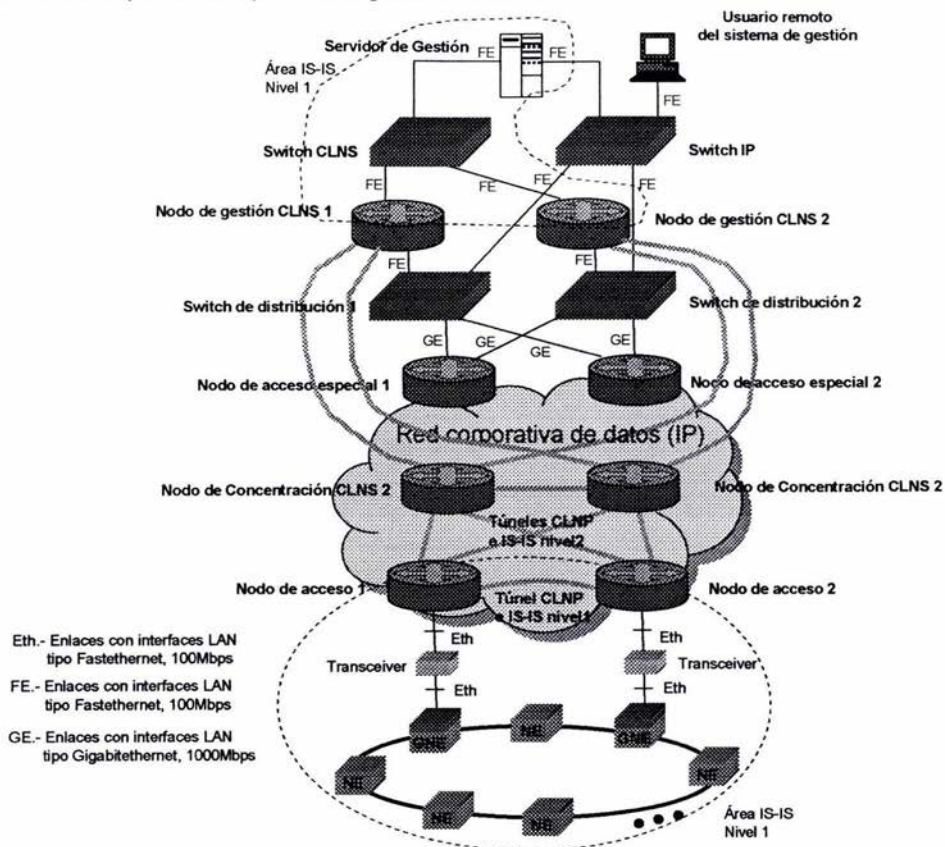 Usuario remoto
del sistema de gestión
Servidor de Gestión
FE
FE
FE
FE
Área IS-IS
Nivel 1
Switch CLNS
Switch IP
FE
FE
FE
FE
Nodo de gestión CLNS 1
Nodo de gestión CLNS 2
FE
FE
Switch de distribución 1
Switch de distribución 2
GE
GE
GE
GE
Nodo de acceso especial 1
Nodo de acceso especial 2
Red corporativa de datos (IP)
Nodo de Concentración CLNS 2
Nodo de Concentración CLNS 2
Túneles CLNP
e IS-IS nivel2
Nodo de acceso 1
Nodo de acceso 2
Túnel CLNP
e IS-IS nivel1
Eth.- Enlaces con interfaces LAN
tipo Fastethernet, 100Mbps
Eth
Eth
Transceiver
Transceiver
FE.- Enlaces con interfaces LAN
tipo Fastethernet, 100Mbps
Eth
Eth
GE.- Enlaces con interfaces LAN
tipo Gigabitethernet, 1000Mbps
GNE
NE
GNE
NE
NE
NE
NE
Área IS-IS
Nivel 1